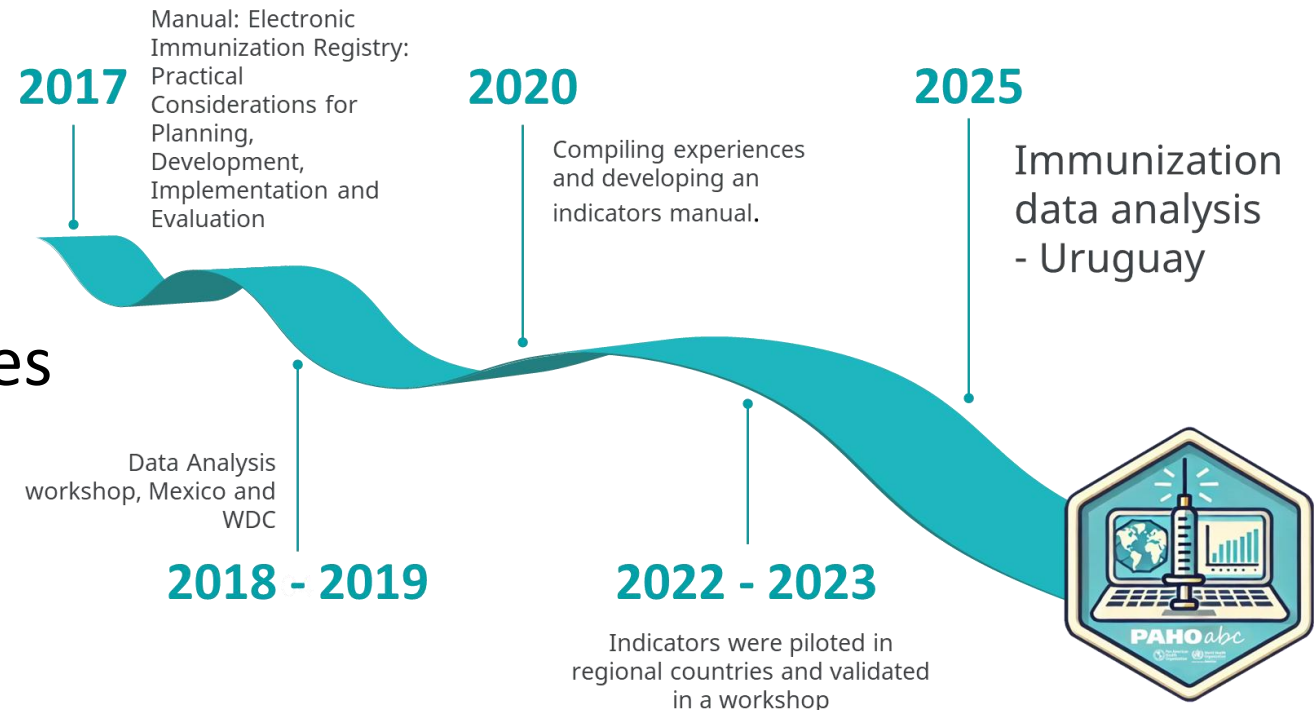 2017
Manual: Electronic
Immunization Registry:
Practical
Considerations for
Planning,
Development,
Implementation and
Evaluation
2020
Compiling experiences
and developing an
indicators manual.
2025
Immunization
data analysis
- Uruguay
es
Data Analysis
workshop, Mexico and
WDC
2018 - 2019
2022 - 2023
Indicators were piloted in
regional countries and validated
in a workshop
PAHOabc